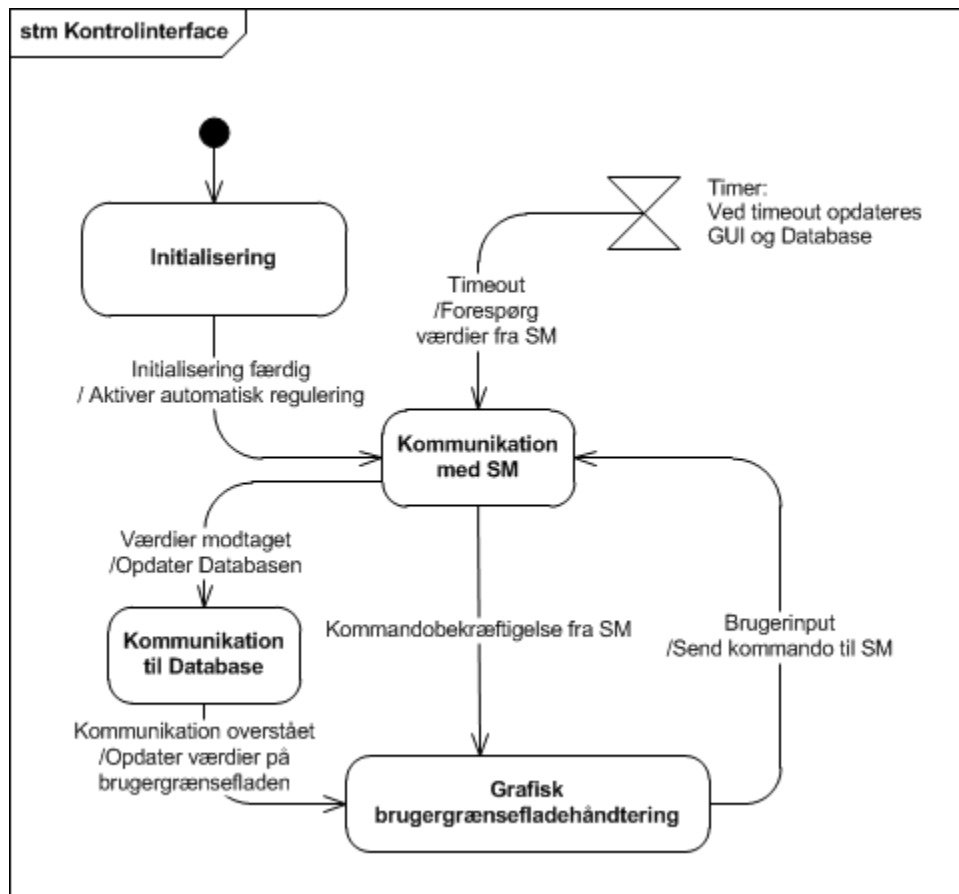 stm Kontrolinterface
Timer:
Ved timeout opdateres
GUI og Database
Initialisering
Timeout
/Forespørg
værdier fra SM
Initialisering færdig
/ Aktiver automatisk regulering
Kommunikation
med SM
Værdier modtaget
/Opdater Databasen
Kommunikation
til Database
Kommandobekræftigelse fra SM
Brugerinput
/Send kommando til SM
Kommunikation overstået
/Opdater værdier på
brugergrænsefladen
Grafisk
brugergrænsefladehåndtering